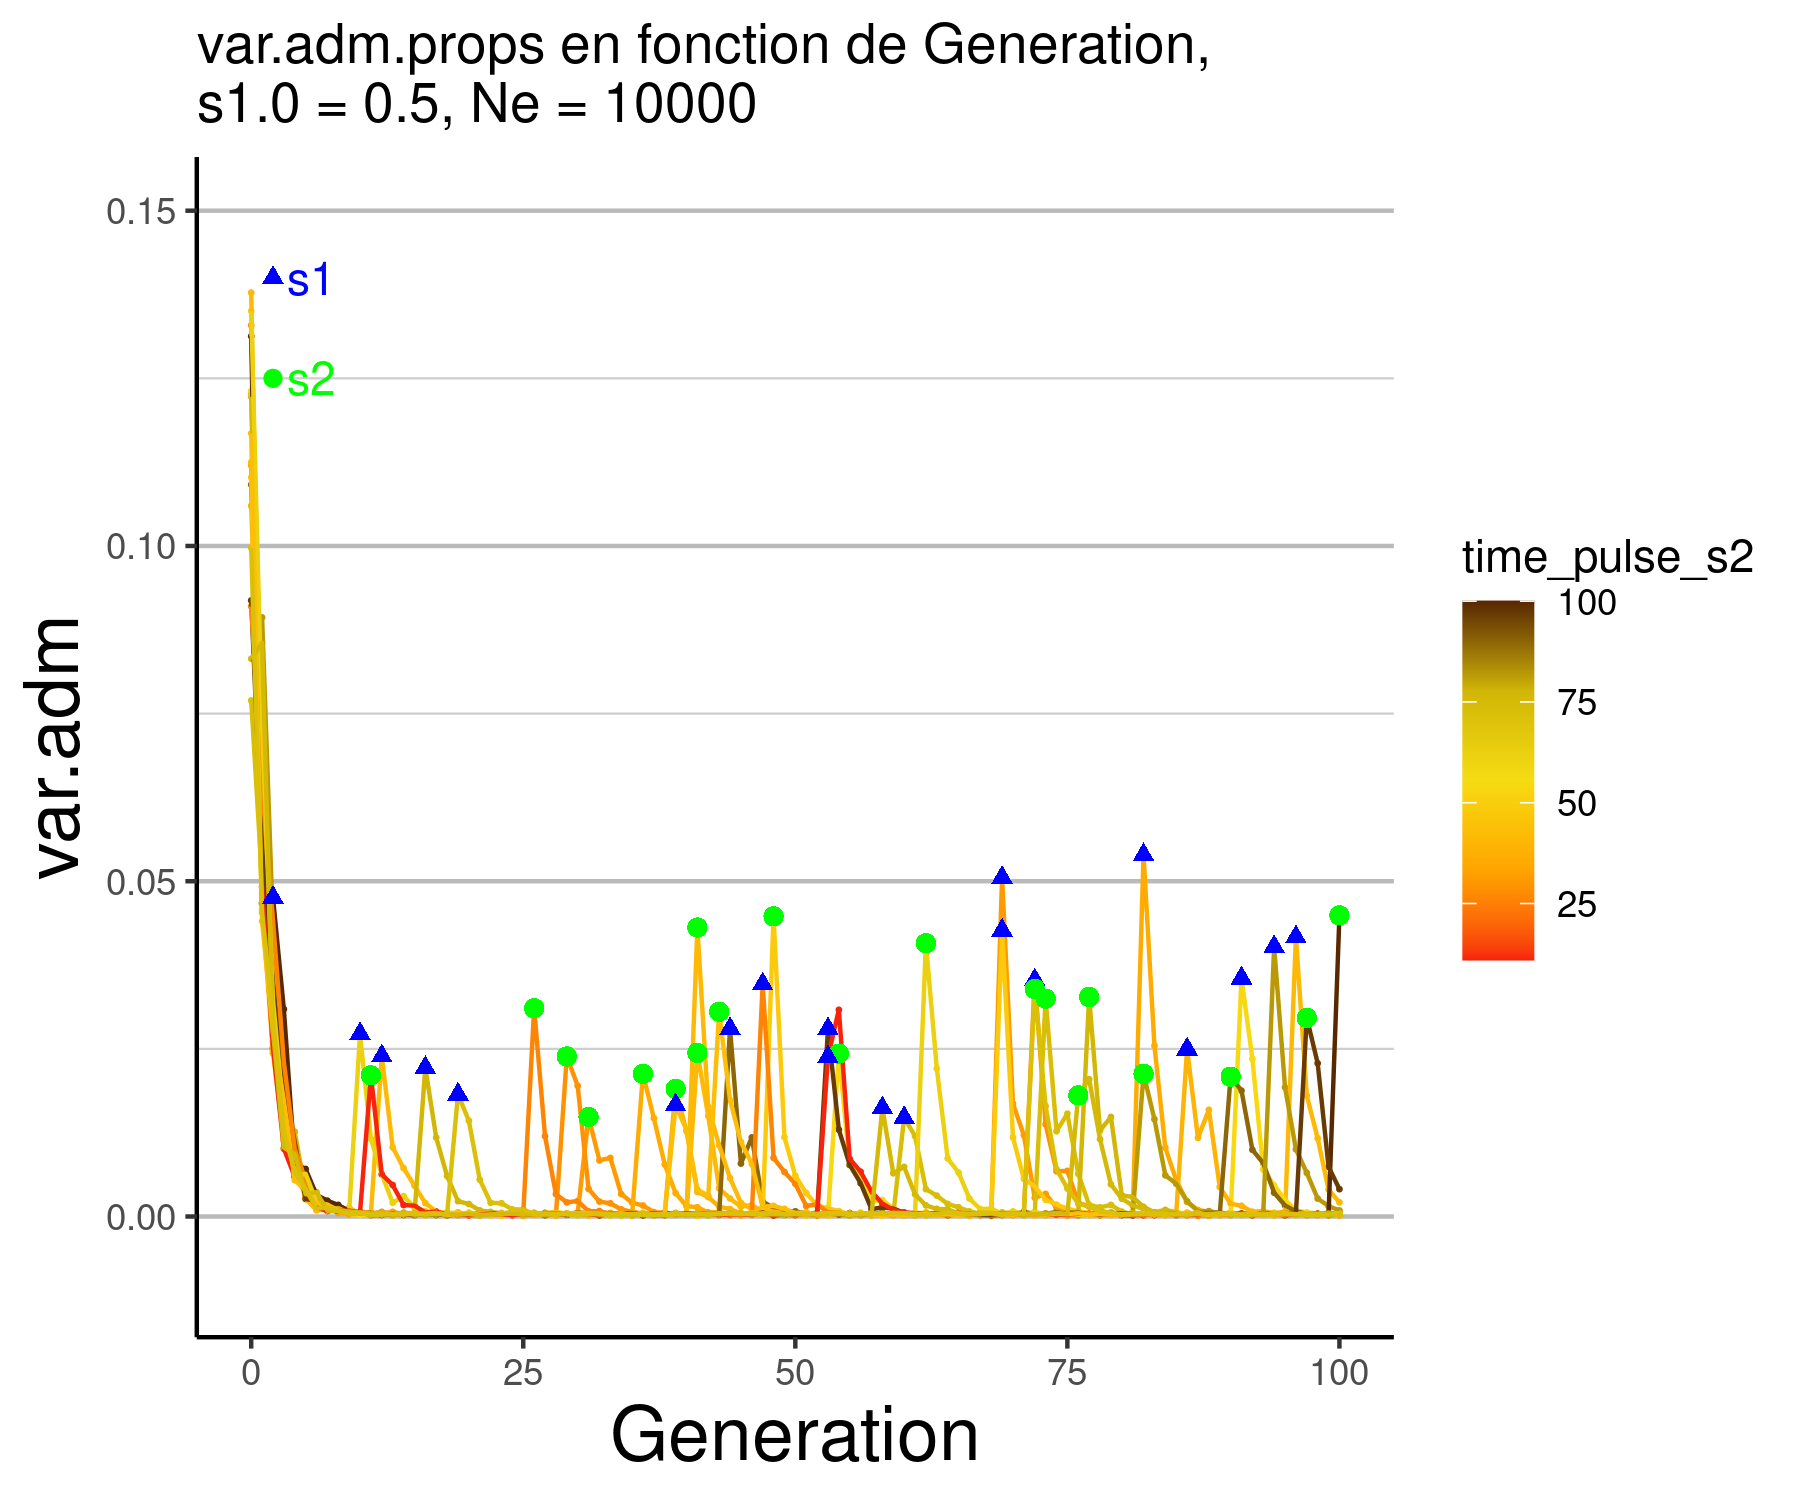 var.adm.props en fonction de Generation,
s1.0 = 0.5, Ne = 10000
0.15
s1
s2
0.10
0.05
0.00
var.adm
0 25 50 75 100
Generation
time_pulse_s2
100
75
50
25